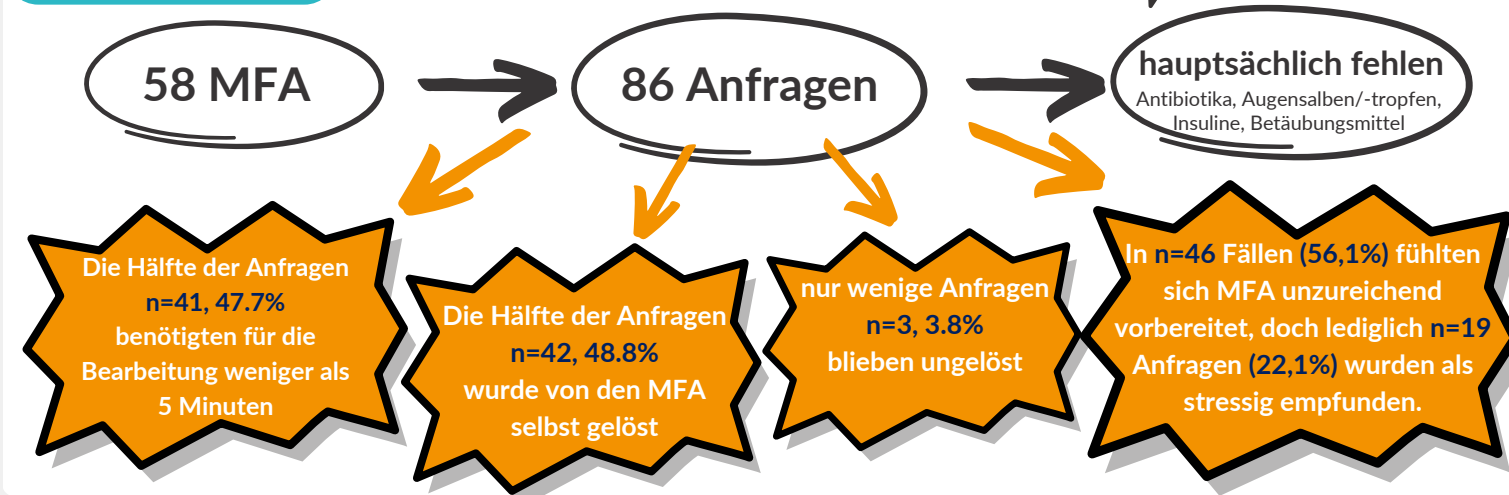 58 MFA
86 Anfragen
hauptsächlich fehlen
Antibiotika, Augensalben/-tropfen,
Insuline, Betäubungsmittel
Die Hälfte der Anfragen
n=41, 47.7%
benötigten für die
Bearbeitung weniger als
5 Minuten
Die Hälfte der Anfragen
n=42, 48.8%
wurde von den MFA
selbst gelöst
nur wenige Anfragen
n=3, 3.8%
blieben ungelöst
In n=46 Fällen (56,1%) fühlten
sich MFA unzureichend
vorbereitet, doch lediglich n=19
Anfragen (22,1%) wurden als
stressig empfunden.